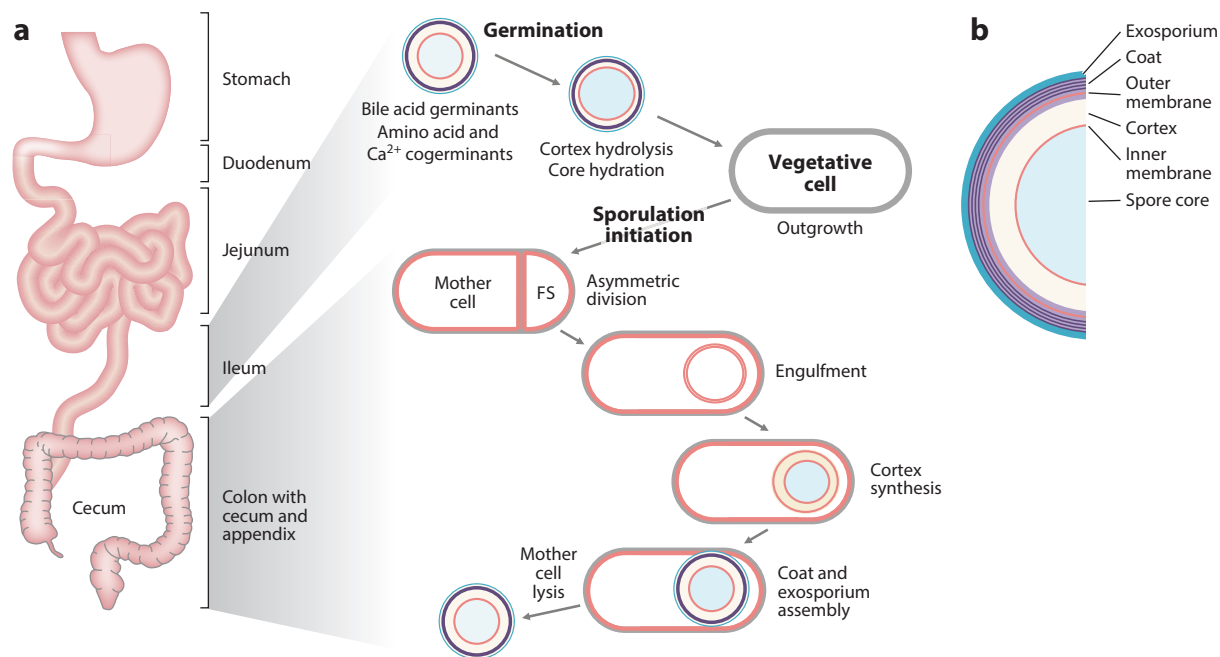 a
Stomach
Duodenum
Jejunum
Ileum
Colon with
cecum and
appendix
Cecum
Germination
Bile acid germinants
Amino acid and
Ca²⁺ cogerminants
Cortex hydrolysis
Core hydration
Vegetative
cell
Outgrowth
Sporulation
initiation
Mother
cell
FS
Asymmetric
division
Engulfment
Cortex
synthesis
Coat and
exosporium
assembly
Mother
cell
lysis
b
Exosporium
Coat
Outer
membrane
Cortex
Inner
membrane
Spore core